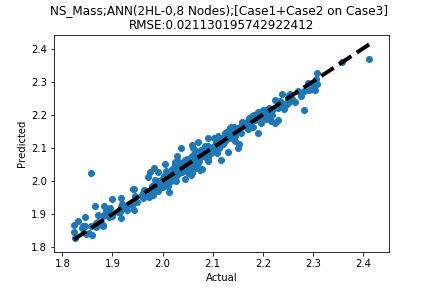 NS_Mass;ANN(2HL-0,8 Nodes);[Case1+Case2 on Case3]
RMSE:0.021130195742922412
2.4
2.3
2.2
2.1
2.0
1.9
1.8
Predicted
1.8 1.9 2.0 2.1 2.2 2.3 2.4
Actual